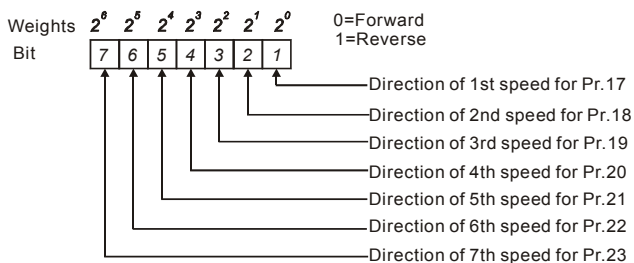 Weights 2⁶ 2⁵ 2⁴ 2³ 2² 2¹ 2⁰ 0=Forward
1=Reverse
Bit 7 6 5 4 3 2 1
Direction of 1st speed for Pr.17
Direction of 2nd speed for Pr.18
Direction of 3rd speed for Pr.19
Direction of 4th speed for Pr.20
Direction of 5th speed for Pr.21
Direction of 6th speed for Pr.22
Direction of 7th speed for Pr.23